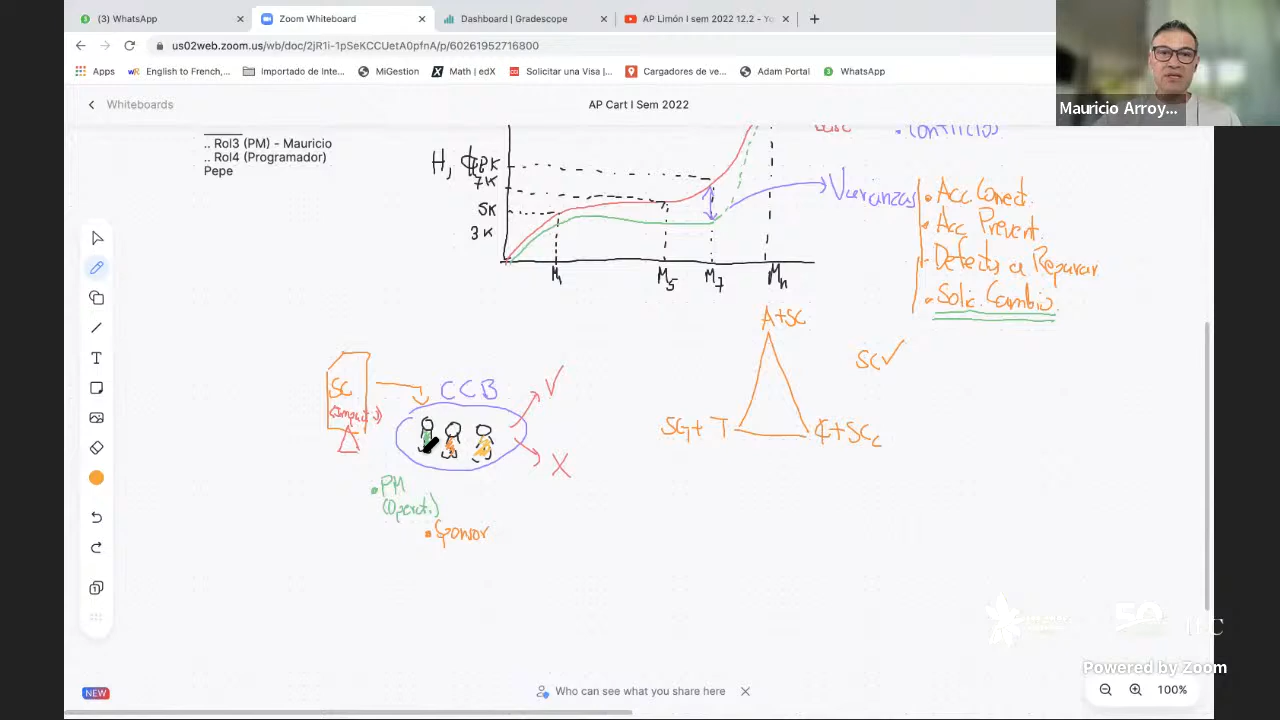 (3) WhatsApp
Zoom Whiteboard
Dashboard | Gradescope
AP Limón I sem 2022 12.2 - Yo
us02web.zoom.us/wb/doc/2jR1i-1pSeKCCUetA0pfnA/p/60261952716800
Apps
English to French,...
Importado de Inte...
MiGestion
Math | edX
Solicitar una Visa |...
Cargadores de ve...
Adam Portal
WhatsApp
Whiteboards
AP Cart I Sem 2022
Mauricio Arroy...
.. Rol3 (PM) - Mauricio
.. Rol4 (Programador)
Pepe
H, ₡
7K
5K
3K
M1
M5
M7
Mn
Varianzas
• Acc. Correct.
• Acc Prevent.
Defectos a Reparar
• Solic. Cambio.
A+SC
SC✓
SC
CCB
V
X
T
• PM
(Operat.)
• Sponsor
NEW
Who can see what you share here
Powered by Zoom
100%